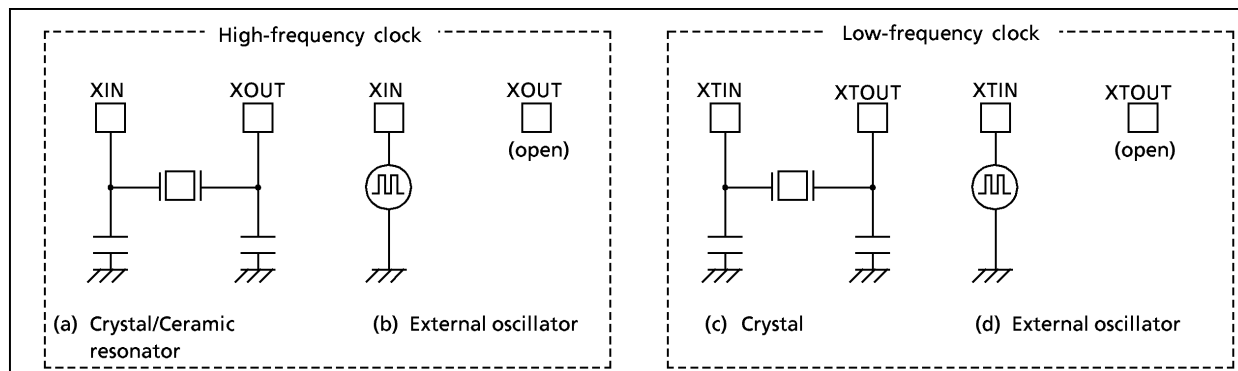 High-frequency clock
XIN
XOUT
XIN
XOUT
(open)
(a) Crystal/Ceramic
resonator
(b) External oscillator
Low-frequency clock
XTIN
XTOUT
XTIN
XTOUT
(open)
(c) Crystal
(d) External oscillator